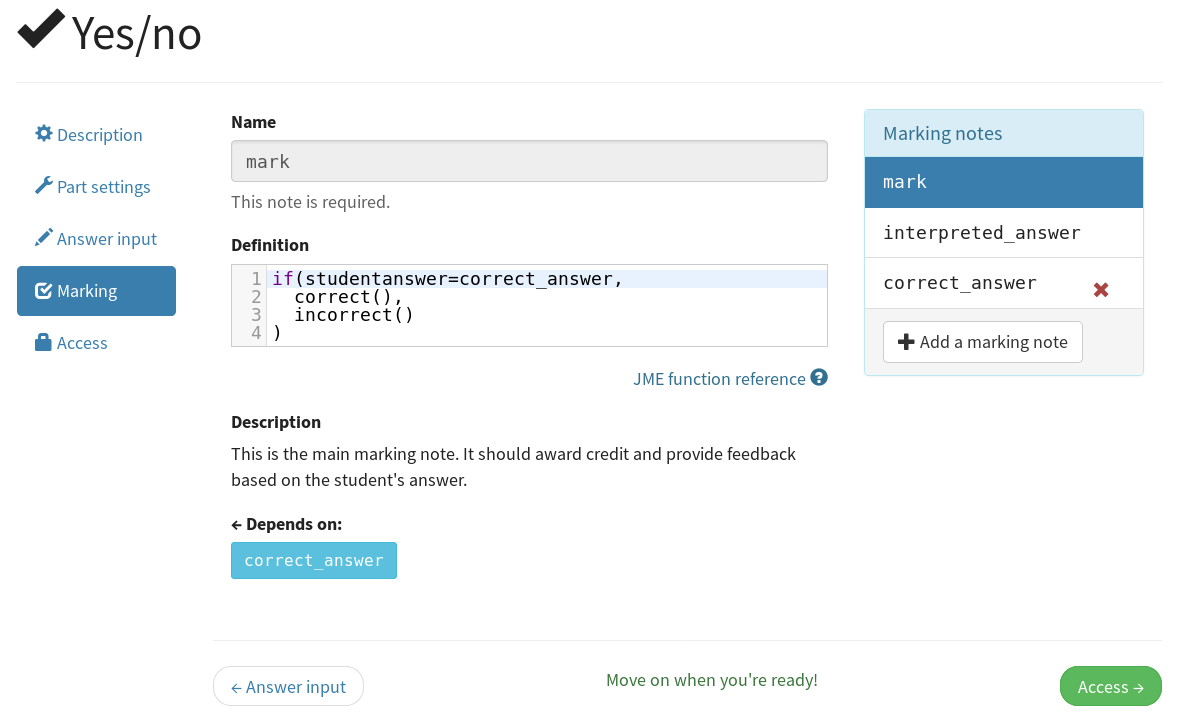 Yes/no
Description
Part settings
Answer input
Marking
Access
Name
mark
This note is required.
Definition
1 if(studentanswer=correct_answer,
2   correct(),
3   incorrect()
4 )
JME function reference ?
Description
This is the main marking note. It should award credit and provide feedback
based on the student's answer.
← Depends on:
correct_answer
Marking notes
mark
interpreted_answer
correct_answer
Add a marking note
← Answer input
Move on when you're ready!
Access →